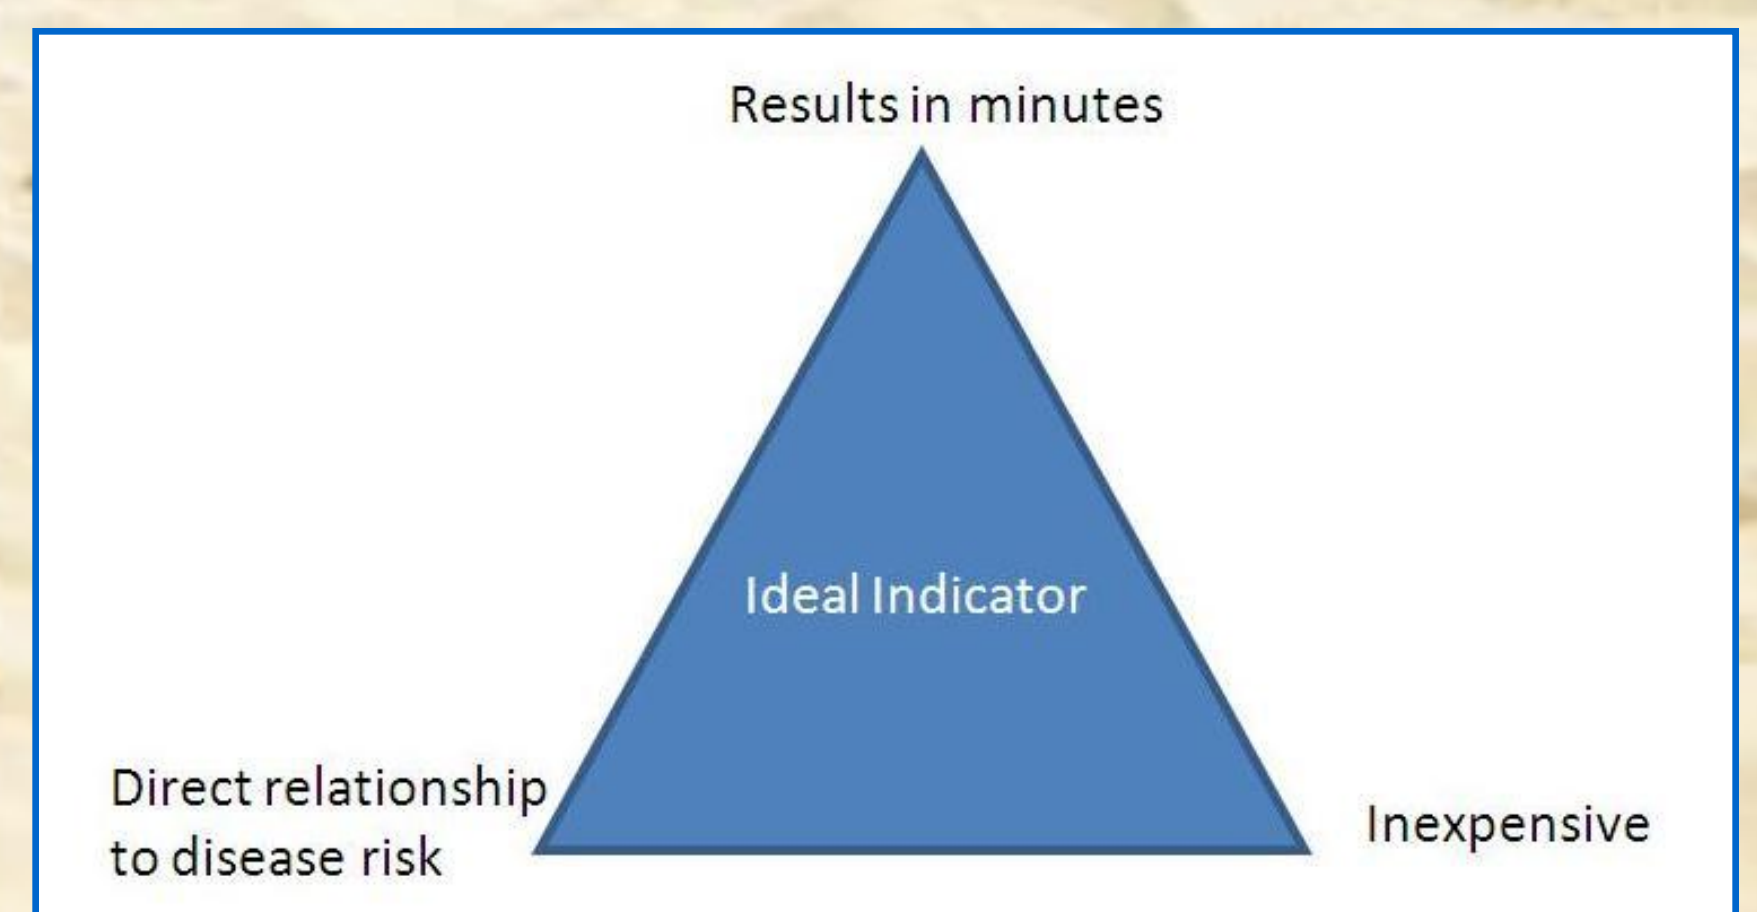 Results in minutes
Ideal Indicator
Direct relationship
to disease risk
Inexpensive